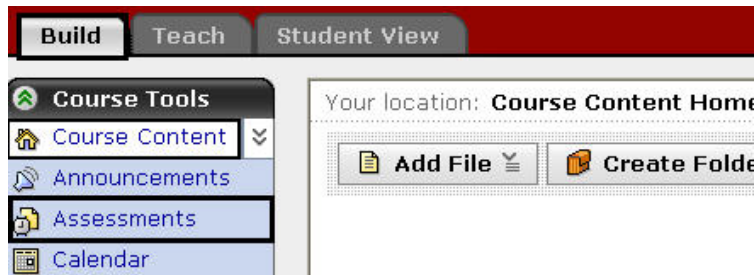 Build Teach Student View
Course Tools
Course Content
Announcements
Assessments
Calendar
Your location: Course Content Home
Add File Create Folde